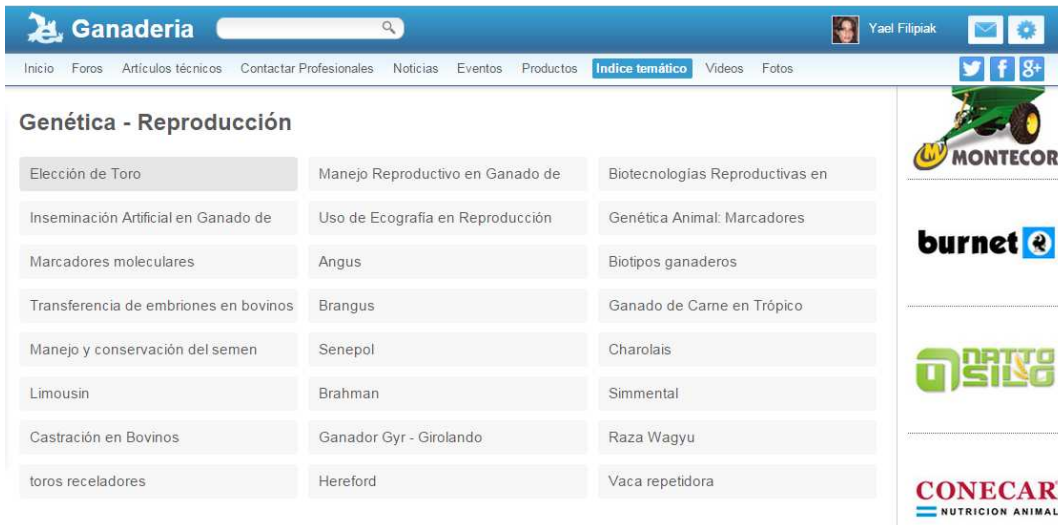 Ganaderia
Yael Filipiak
Inicio Foros Artículos técnicos Contactar Profesionales Noticias Eventos Productos Indice temático Videos Fotos
Genética - Reproducción
Elección de Toro Manejo Reproductivo en Ganado de Biotecnologías Reproductivas en
Inseminación Artificial en Ganado de Uso de Ecografía en Reproducción Genética Animal: Marcadores
Marcadores moleculares Angus Biotipos ganaderos
Transferencia de embriones en bovinos Brangus Ganado de Carne en Trópico
Manejo y conservación del semen Senepol Charolais
Limousin Brahman Simmental
Castración en Bovinos Ganador Gyr - Girolando Raza Wagyu
toros receladores Hereford Vaca repetidora
MONTECOR
burnet
NATTO
SILO
CONECAR
NUTRICION ANIMAL